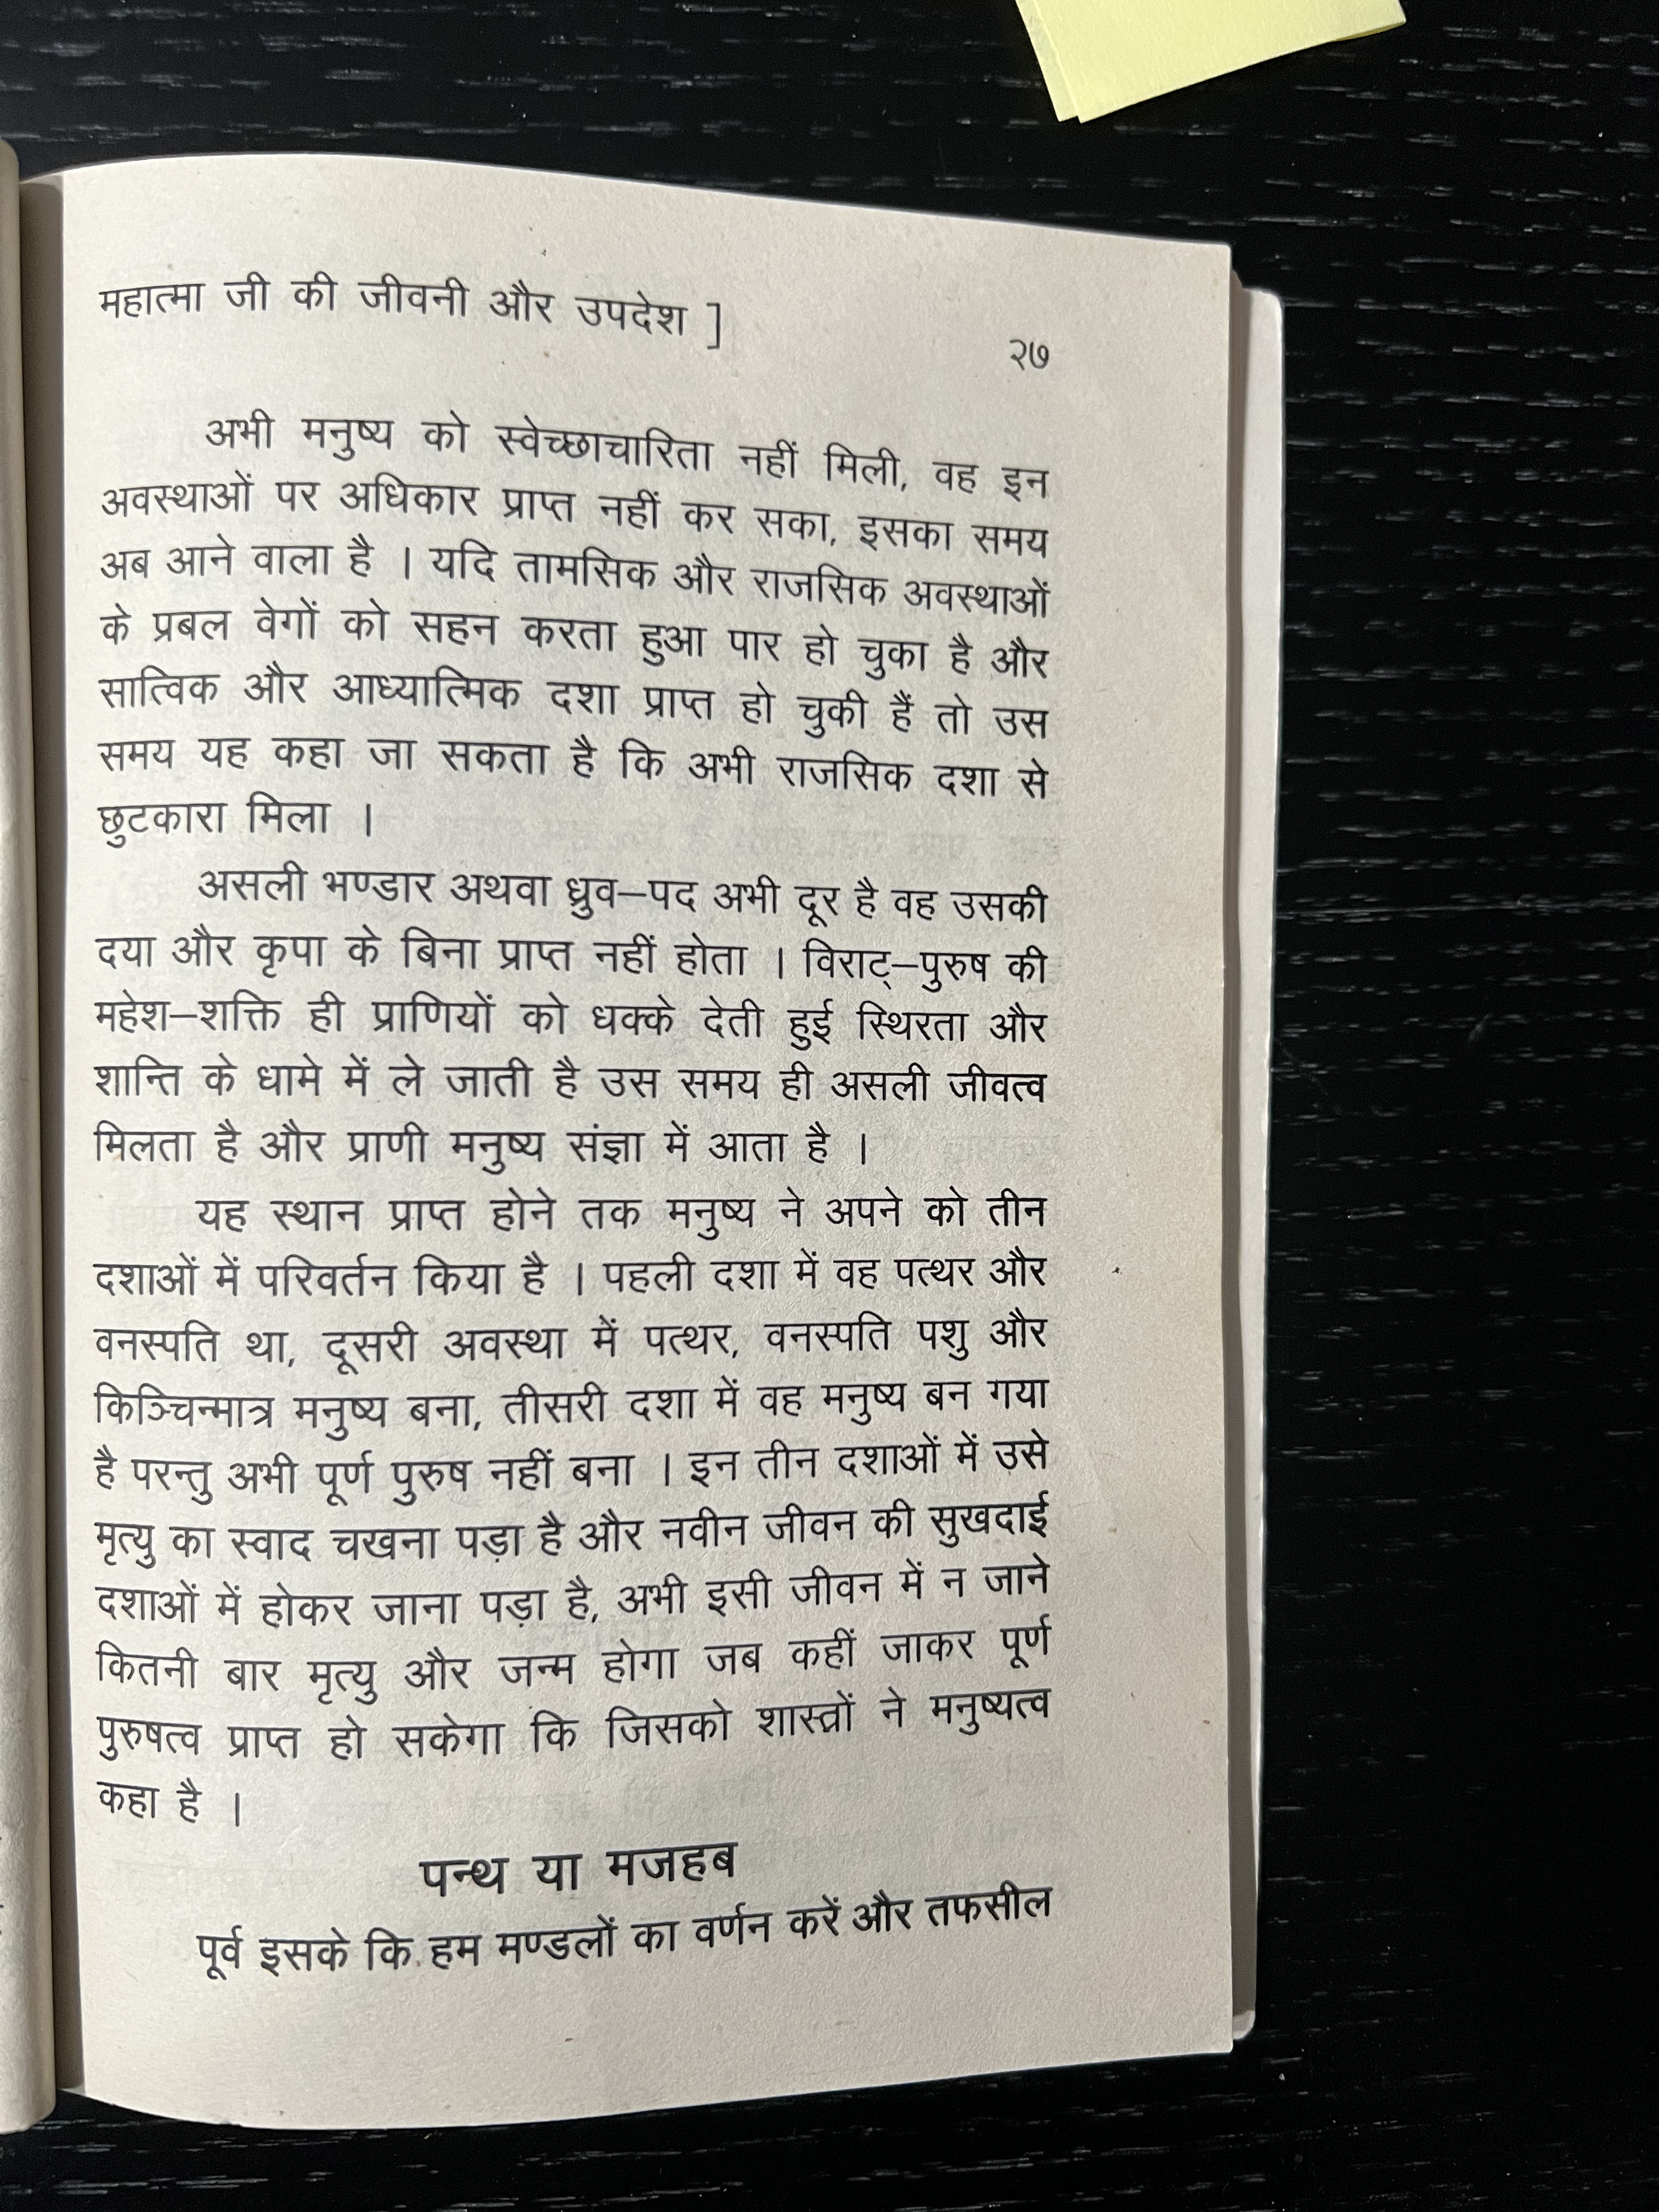 महात्मा जी की जीवनी और उपदेश ]
२७
अभी मनुष्य को स्वेच्छाचारिता नहीं मिली, वह इन
अवस्थाओं पर अधिकार प्राप्त नहीं कर सका, इसका समय
अब आने वाला है । यदि तामसिक और राजसिक अवस्थाओं
के प्रबल वेगों को सहन करता हुआ पार हो चुका है और
सात्विक और आध्यात्मिक दशा प्राप्त हो चुकी हैं तो उस
समय यह कहा जा सकता है कि अभी राजसिक दशा से
छुटकारा मिला ।
असली भण्डार अथवा ध्रुव–पद अभी दूर है वह उसकी
दया और कृपा के बिना प्राप्त नहीं होता । विराट्–पुरुष की
महेश–शक्ति ही प्राणियों को धक्के देती हुई स्थिरता और
शान्ति के धामे में ले जाती है उस समय ही असली जीवत्व
मिलता है और प्राणी मनुष्य संज्ञा में आता है ।
यह स्थान प्राप्त होने तक मनुष्य ने अपने को तीन
दशाओं में परिवर्तन किया है । पहली दशा में वह पत्थर और
वनस्पति था, दूसरी अवस्था में पत्थर, वनस्पति पशु और
किञ्चिन्मात्र मनुष्य बना, तीसरी दशा में वह मनुष्य बन गया
है परन्तु अभी पूर्ण पुरुष नहीं बना । इन तीन दशाओं में उसे
मृत्यु का स्वाद चखना पड़ा है और नवीन जीवन की सुखदाई
दशाओं में होकर जाना पड़ा है, अभी इसी जीवन में न जाने
कितनी बार मृत्यु और जन्म होगा जब कहीं जाकर पूर्ण
पुरुषत्व प्राप्त हो सकेगा कि जिसको शास्त्रों ने मनुष्यत्व
कहा है ।
पन्थ या मजहब
पूर्व इसके कि हम मण्डलों का वर्णन करें और तफसील